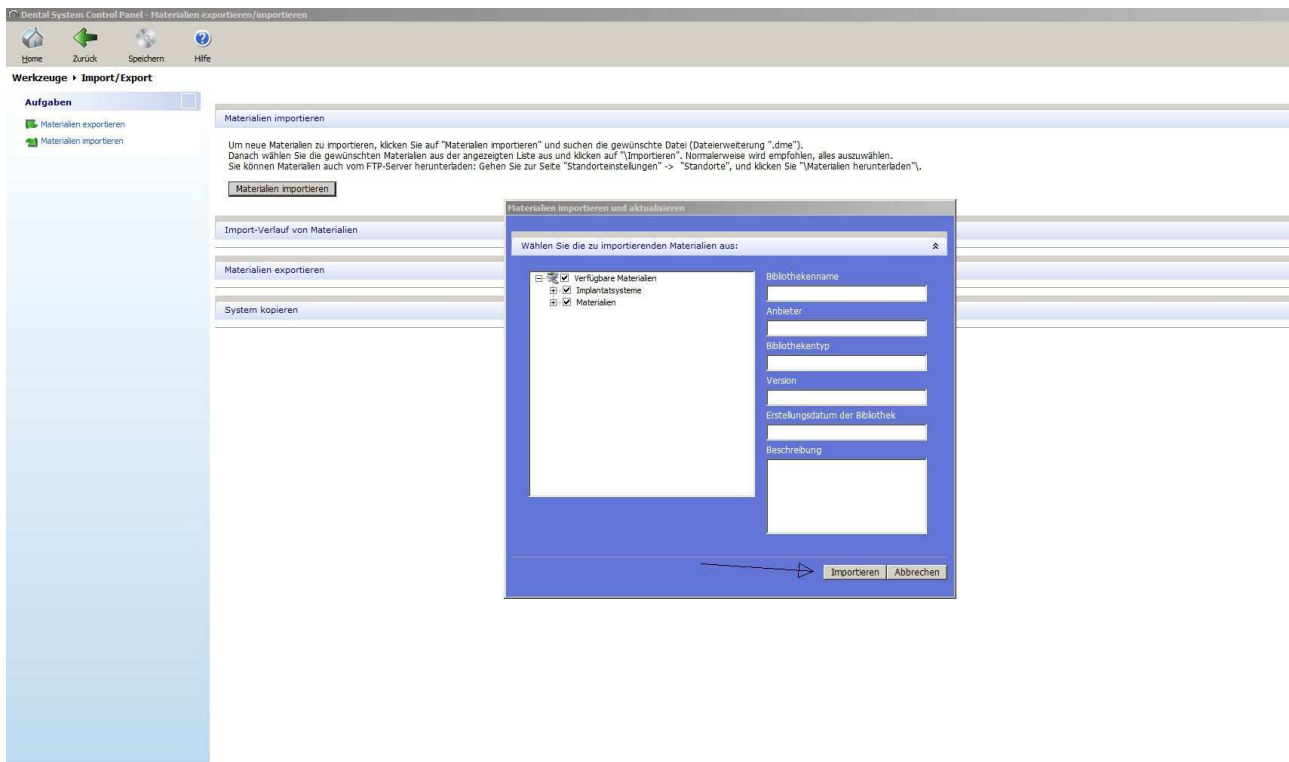 Dental System Control Panel - Materialien exportieren/importieren
Home Zurück Speichern Hilfe
Werkzeuge ▸ Import/Export
Aufgaben
Materialien exportieren
Materialien importieren
Materialien importieren
Um neue Materialien zu importieren, klicken Sie auf "Materialien importieren" und suchen die gewünschte Datei (Dateierweiterung ".dme").
Danach wählen Sie die gewünschten Materialien aus der angezeigten Liste aus und klicken auf "\Importieren". Normalerweise wird empfohlen, alles auszuwählen.
Sie können Materialien auch vom FTP-Server herunterladen: Gehen Sie zur Seite "Standorteinstellungen" -> "Standorte", und klicken Sie "\Materialien herunterladen"\.
Materialien importieren
Import-Verlauf von Materialien
Materialien exportieren
System kopieren
Materialien importieren und aktualisieren
Wählen Sie die zu importierenden Materialien aus:
Verfügbare Materialien
Implantatsysteme
Materialien
Bibliothekenname
Anbieter
Bibliothekentyp
Version
Erstellungsdatum der Bibliothek
Beschreibung
Importieren Abbrechen